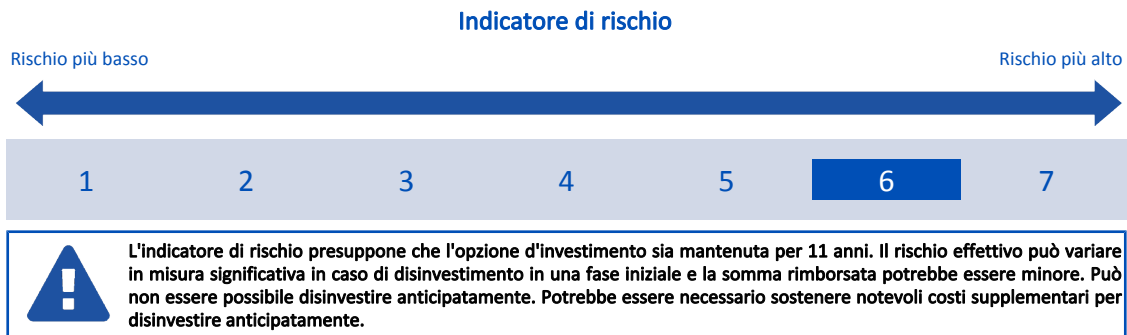 Indicatore di rischio
Rischio più basso
Rischio più alto
1 2 3 4 5 6 7
L'indicatore di rischio presuppone che l'opzione d'investimento sia mantenuta per 11 anni. Il rischio effettivo può variare
in misura significativa in caso di disinvestimento in una fase iniziale e la somma rimborsata potrebbe essere minore. Può
non essere possibile disinvestire anticipatamente. Potrebbe essere necessario sostenere notevoli costi supplementari per
disinvestire anticipatamente.